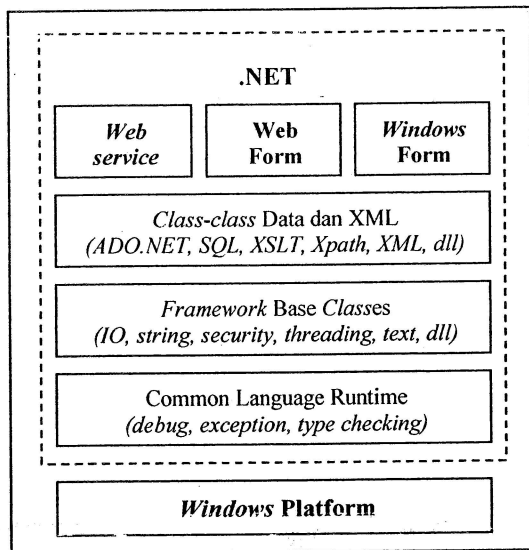 .NET
Web service
Web Form
Windows Form
Class-class Data dan XML
(ADO.NET, SQL, XSLT, Xpath, XML, dll)
Framework Base Classes
(IO, string, security, threading, text, dll)
Common Language Runtime
(debug, exception, type checking)
Windows Platform